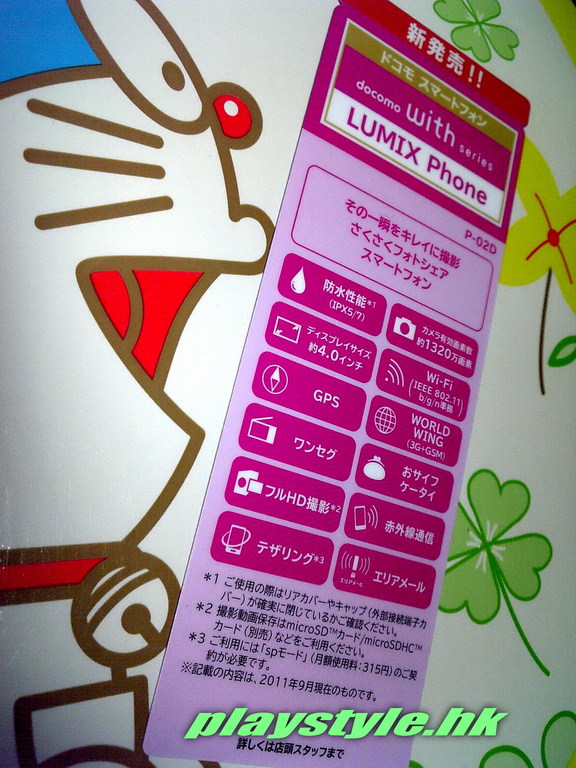 新発売!!
ドコモ スマートフォン
docomo with series
LUMIX Phone
P-02D
その一瞬をキレイに撮影
さくさくフォトシェア
スマートフォン
防水性能*1
(IPX5/7)
カメラ有効画素数
約1320万画素
ディスプレイサイズ
約4.0インチ
Wi-Fi
(IEEE 802.11
b/g/n準拠)
GPS
WORLD
WING
(3G+GSM)
ワンセグ
おサイフ
ケータイ
フルHD撮影*2
赤外線通信
テザリング*3
エリアメール
エリアメール
*1 ご使用の際はリアカバーやキャップ(外部接続端子カ
バー)が確実に閉じているかご確認ください。
*2 撮影動画保存はmicroSD™カード/microSDHC™
カード(別売)などをご利用ください。
*3 ご利用には「spモード」(月額使用料:315円)のご契
約が必要です。
※記載の内容は、2011年9月現在のものです。
playstyle.hk
詳しくは店頭スタッフまで